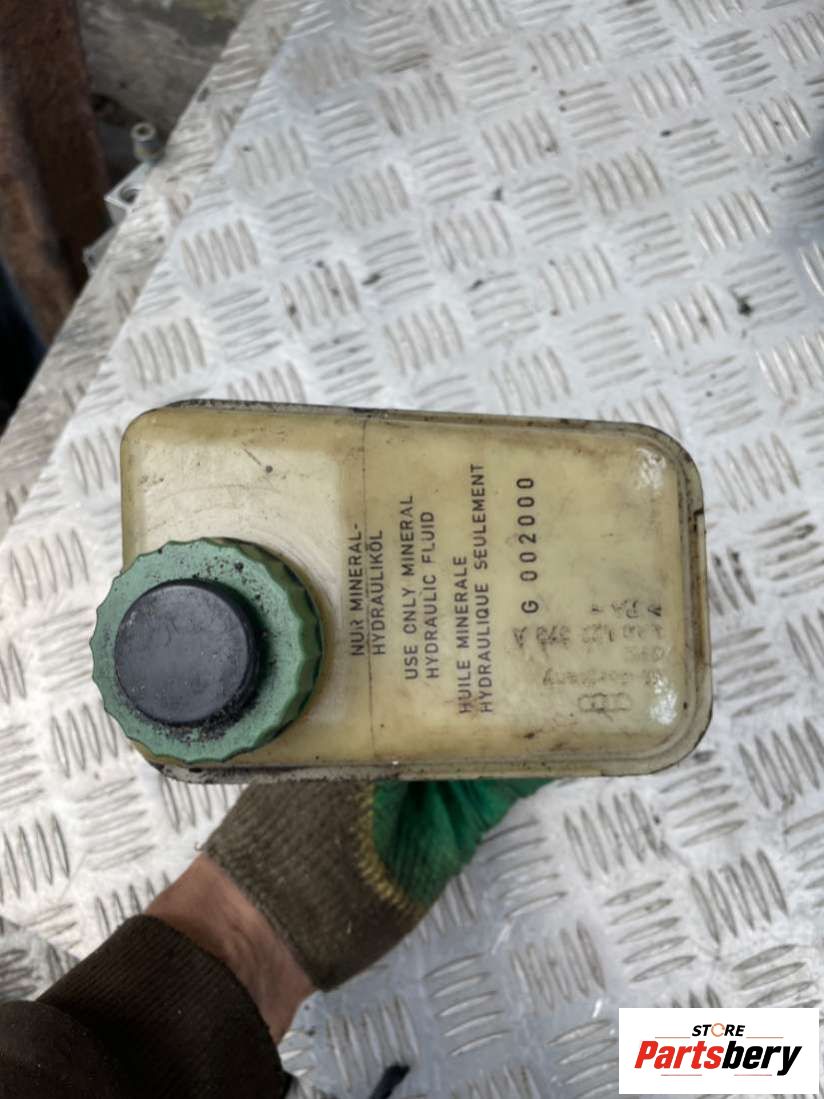 NUR MINERAL-
HYDRAULIKÖL
USE ONLY MINERAL
HYDRAULIC FLUID
HUILE MINERALE
HYDRAULIQUE SEULEMENT
G 002000
STORE
Partsbery